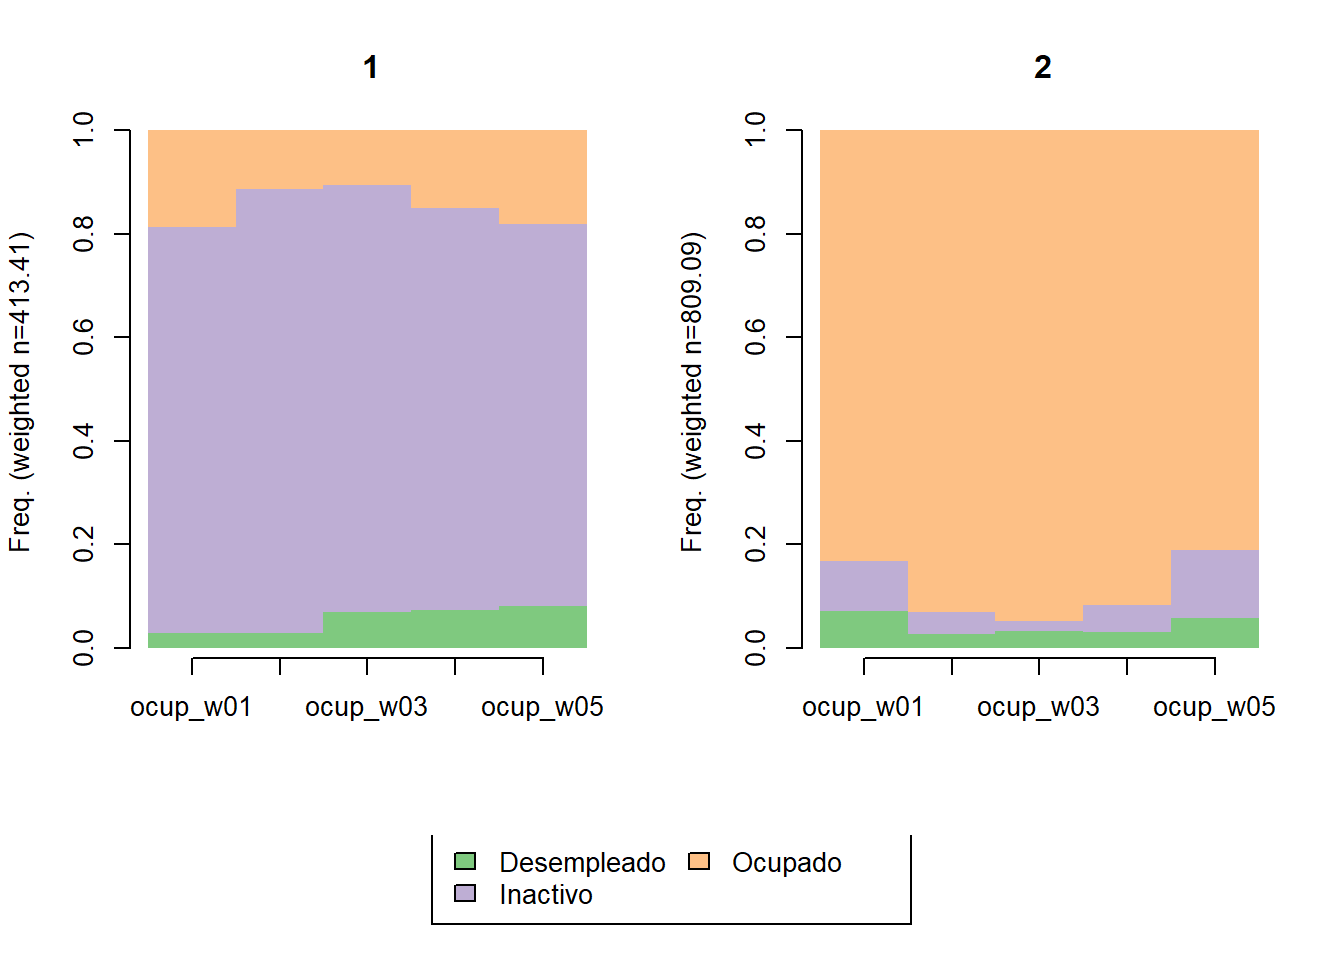 1
Freq. (weighted n=413.41)
1.0
0.8
0.6
0.4
0.2
0.0
ocup_w01 ocup_w03 ocup_w05
2
Freq. (weighted n=809.09)
1.0
0.8
0.6
0.4
0.2
0.0
ocup_w01 ocup_w03 ocup_w05
Desempleado Ocupado
Inactivo